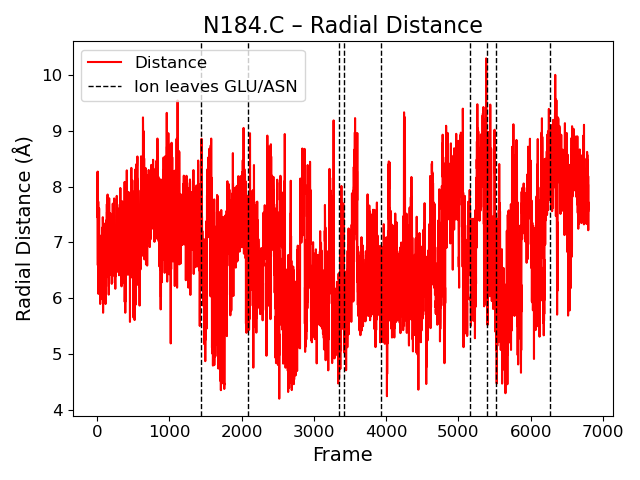 N184.C – Radial Distance
Distance
Ion leaves GLU/ASN
Radial Distance (Å)
10
9
8
7
6
5
4
0 1000 2000 3000 4000 5000 6000 7000
Frame